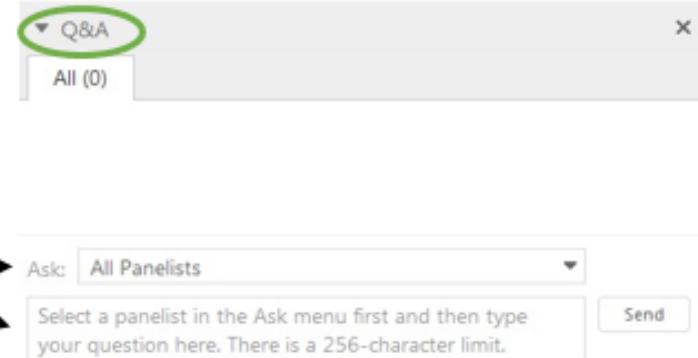 Q&A
All (0)
Ask: All Panelists
Select a panelist in the Ask menu first and then type
your question here. There is a 256-character limit.
Send